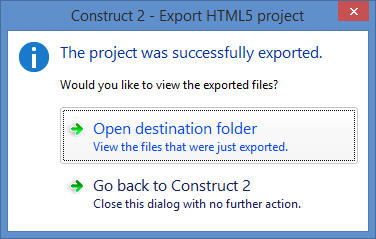 Construct 2 - Export HTML5 project
The project was successfully exported.
Would you like to view the exported files?
Open destination folder
View the files that were just exported.
Go back to Construct 2
Close this dialog with no further action.